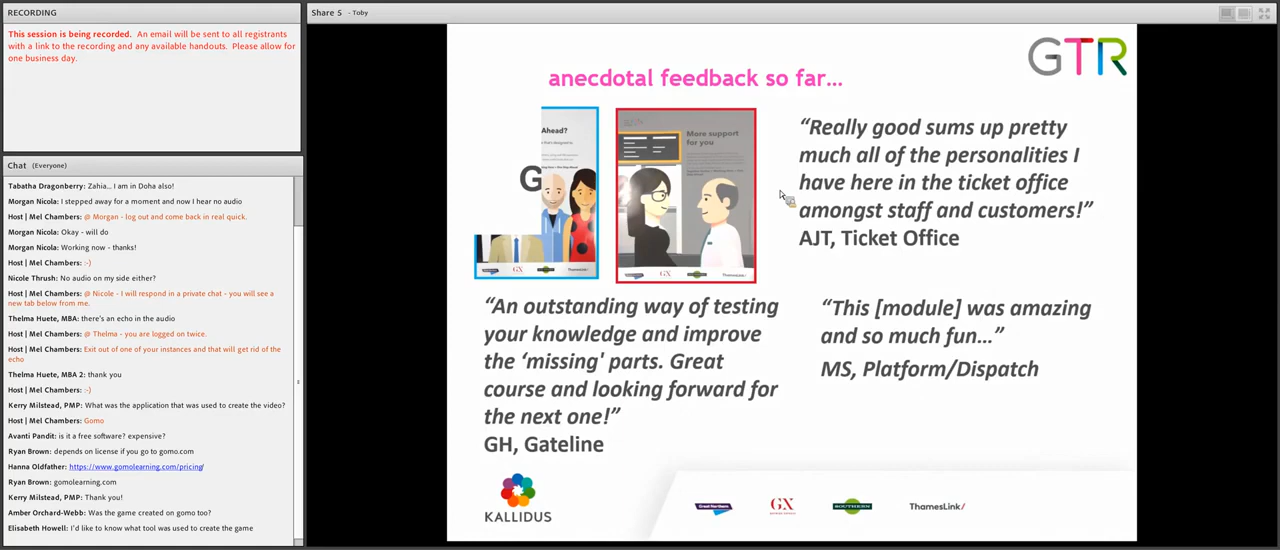 RECORDING
This session is being recorded. An email will be sent to all registrants
with a link to the recording and any available handouts. Please allow for
one business day.
Chat (Everyone)
Tabatha Dragonberry: Zahia... I am in Doha also!
Morgan Nicola: I stepped away for a moment and now I hear no audio
Host | Mel Chambers: @ Morgan - log out and come back in real quick.
Morgan Nicola: Okay - will do
Morgan Nicola: Working now - thanks!
Host | Mel Chambers: :-)
Nicole Thrush: No audio on my side either?
Host | Mel Chambers: @ Nicole - I will respond in a private chat - you will see a
new tab below from me.
Thelma Huete, MBA: there's an echo in the audio
Host | Mel Chambers: @ Thelma - you are logged on twice.
Host | Mel Chambers: Exit out of one of your instances and that will get rid of the
echo
Thelma Huete, MBA 2: thank you
Host | Mel Chambers: :-)
Kerry Milstead, PMP: What was the application that was used to create the video?
Host | Mel Chambers: Gomo
Avanti Pandit: is it a free software? expensive?
Ryan Brown: depends on license if you go to gomo.com
Hanna Oldfather: https://www.gomolearning.com/pricing/
Ryan Brown: gomolearning.com
Kerry Milstead, PMP: Thank you!
Amber Orchard-Webb: Was the game created on gomo too?
Elisabeth Howell: I'd like to know what tool was used to create the game
Share 5 - Toby
GTR
anecdotal feedback so far...
Ahead?
G
More support
for you
“Really good sums up pretty
much all of the personalities I
have here in the ticket office
amongst staff and customers!”
AJT, Ticket Office
“An outstanding way of testing
your knowledge and improve
the ‘missing' parts. Great
course and looking forward for
the next one!”
GH, Gateline
“This [module] was amazing
and so much fun...”
MS, Platform/Dispatch
KALLIDUS
Great Northern
GX
SOUTHERN
ThamesLink/